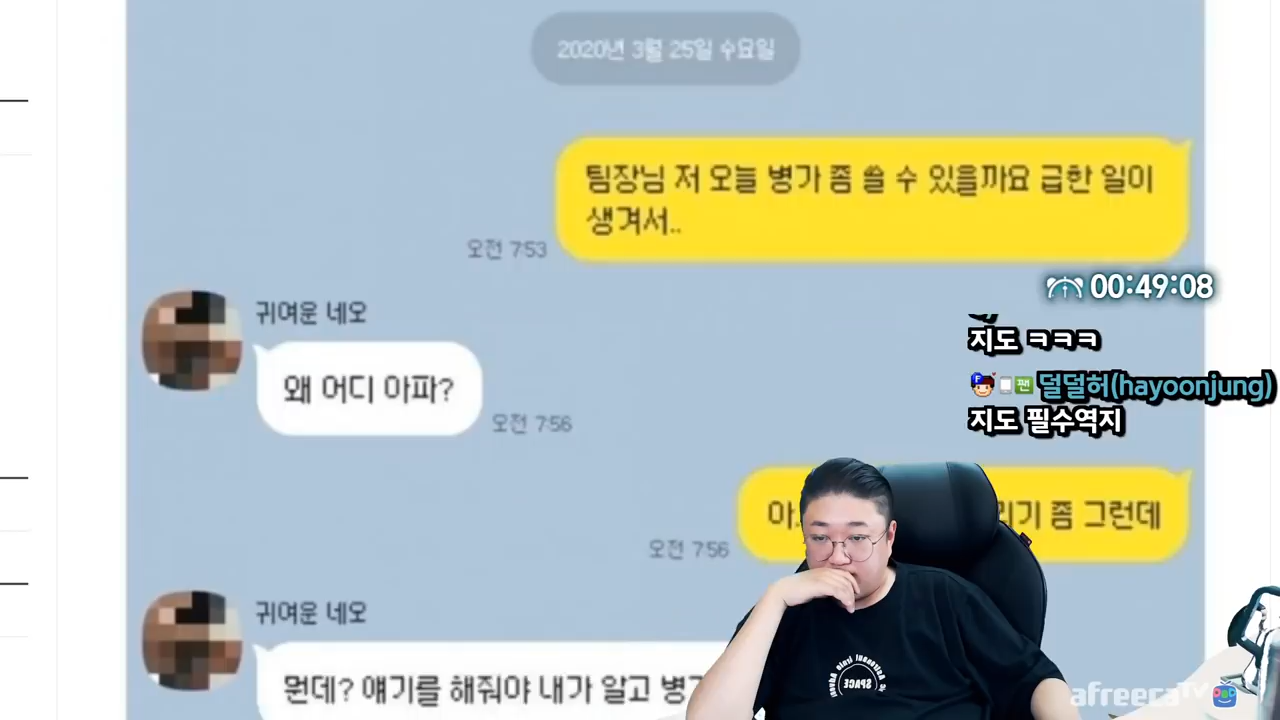 2020년 3월 25일 수요일
팀장님 저 오늘 병가 좀 쓸 수 있을까요 급한 일이
생겨서..
오전 7:53
00:49:08
귀여운 네오
왜 어디 아파?
오전 7:56
지도 ㅋㅋㅋ
팬 덜덜허(hayoonjung)
지도 필수역지
리기 좀 그런데
오전 7:56
귀여운 네오
뭔데? 얘기를 해줘야 내가 알고
SPACE
afreecaTV